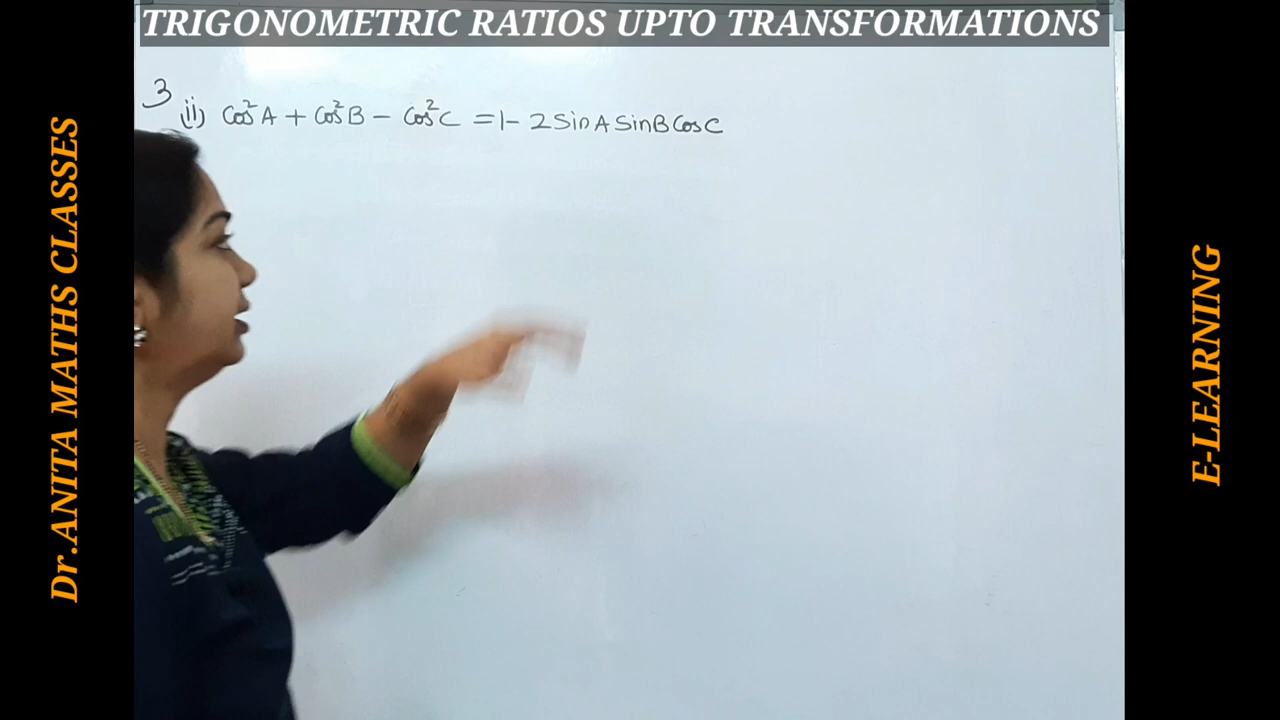 TRIGONOMETRIC RATIOS UPTO TRANSFORMATIONS
3
ii) Cos²A + Cos²B - Cos²C = 1 - 2 SinA SinB CosC
Dr.ANITA MATHS CLASSES
E-LEARNING